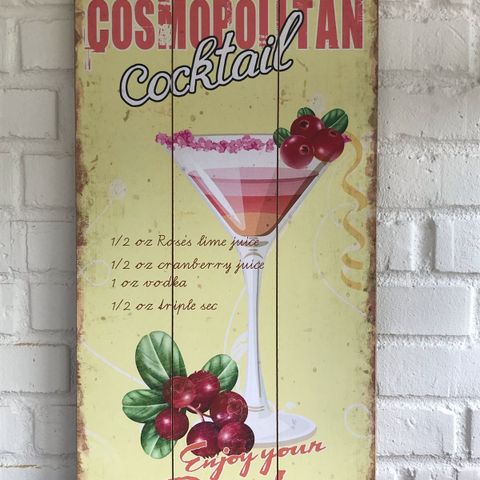 COSMOPOLITAN
Cocktail
1/2 oz Rose's lime juice
1/2 oz cranberry juice
1 oz vodka
1/2 oz triple sec
Enjoy your